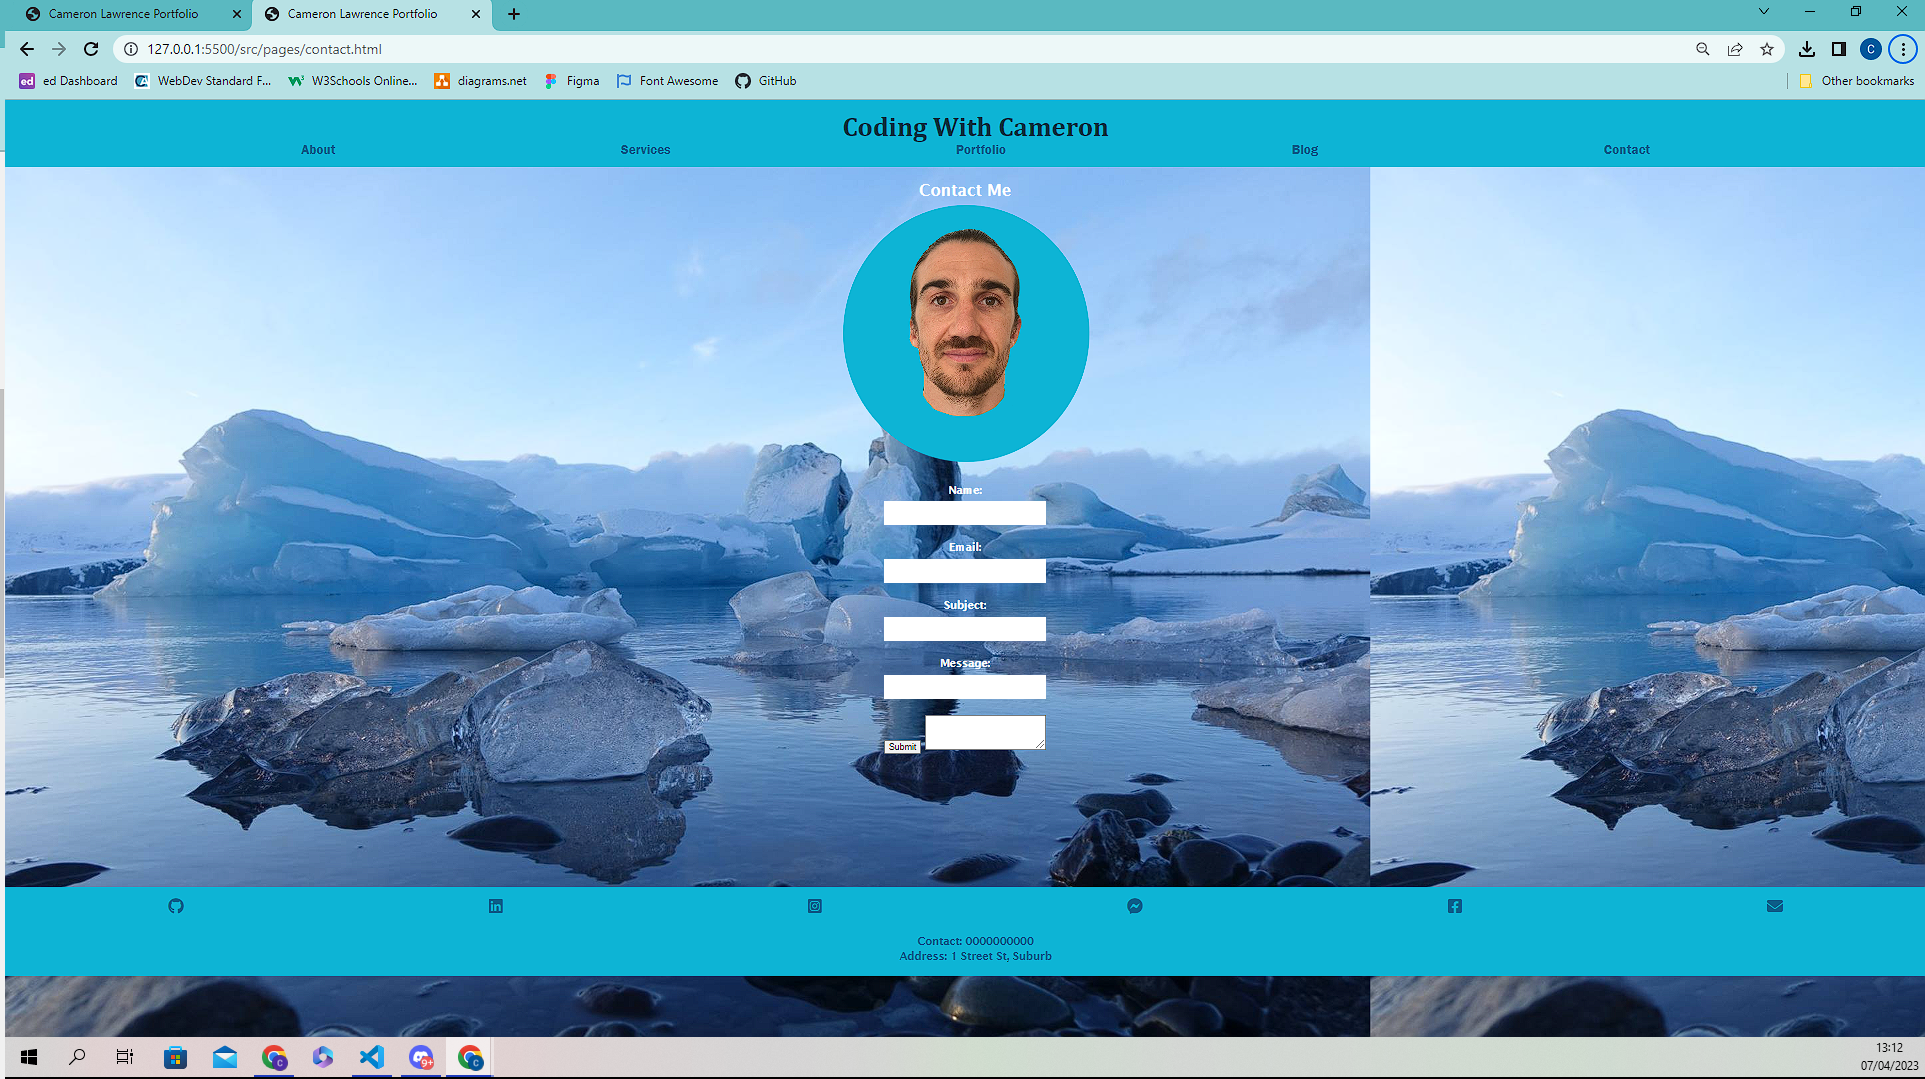 Cameron Lawrence Portfolio
Cameron Lawrence Portfolio
127.0.0.1:5500/src/pages/contact.html
C
ed ed Dashboard
WebDev Standard F...
W3Schools Online...
diagrams.net
Figma
Font Awesome
GitHub
Other bookmarks
Coding With Cameron
About Services Portfolio Blog Contact
Contact Me
Name:
Email:
Subject:
Message:
Submit
Contact: 0000000000
Address: 1 Street St, Suburb
9+
13:12
07/04/2023